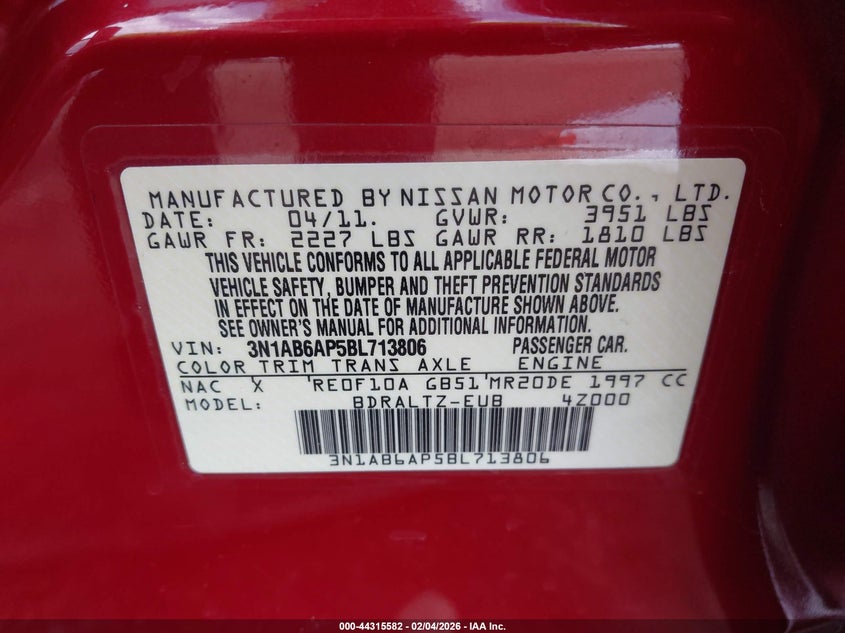 MANUFACTURED BY NISSAN MOTOR CO., LTD.
DATE: 04/11. GVWR: 3951 LBS
GAWR FR: 2227 LBS GAWR RR: 1810 LBS
THIS VEHICLE CONFORMS TO ALL APPLICABLE FEDERAL MOTOR
VEHICLE SAFETY, BUMPER AND THEFT PREVENTION STANDARDS
IN EFFECT ON THE DATE OF MANUFACTURE SHOWN ABOVE.
SEE OWNER'S MANUAL FOR ADDITIONAL INFORMATION.
VIN: 3N1AB6AP5BL713806 PASSENGER CAR.
COLOR TRIM TRANS AXLE ENGINE
NAC X 'RE0F10A GB51'MR20DE 1997 CC
MODEL: BDRALTZ-EUB 4Z000
3N1AB6AP5BL713806
000-44315582 - 02/04/2026 - IAA Inc.